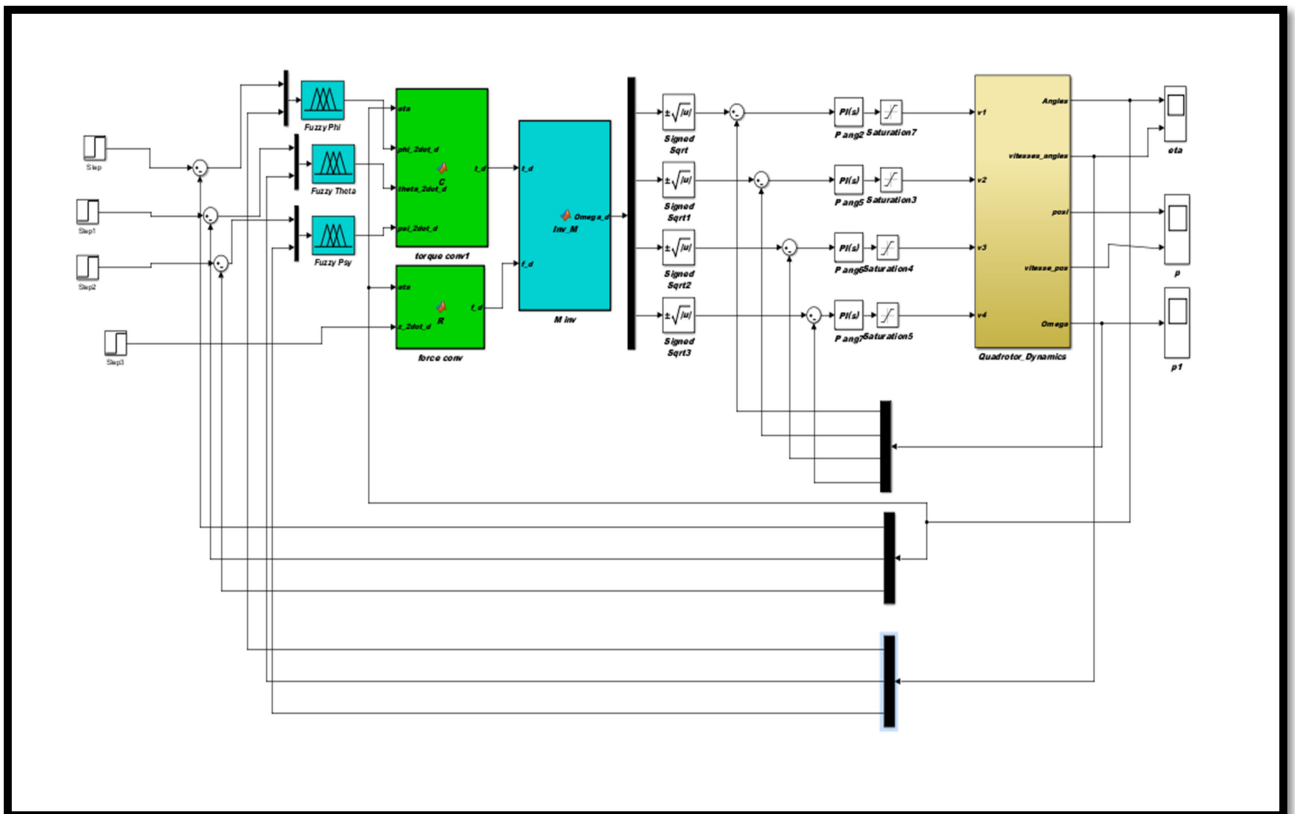 Step
Step1
Step2
Step3
Fuzzy Phi
Fuzzy Theta
Fuzzy Psy
eta
phi_2dot_d
C
t_d
theta_2dot_d
psi_2dot_d
torque conv1
eta
R
f_d
z_2dot_d
force conv
t_d
Omega_d
Inv_M
f_d
M inv
±√|u|
Signed
Sqrt
±√|u|
Signed
Sqrt1
±√|u|
Signed
Sqrt2
±√|u|
Signed
Sqrt3
PI(s)
P ang2
Saturation7
PI(s)
P ang5
Saturation3
PI(s)
P ang6
Saturation4
PI(s)
P ang7
Saturation5
v1
v2
v3
v4
Angles
vitesses_angles
posi
vitesse_pos
Omega
Quadrotor_Dynamics
eta
p
p1